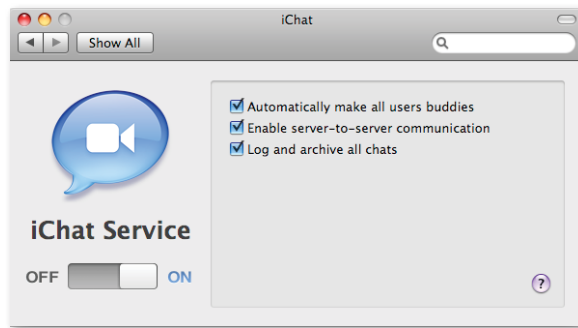 iChat
Show All
Automatically make all users buddies
Enable server-to-server communication
Log and archive all chats
iChat Service
OFF ON
?